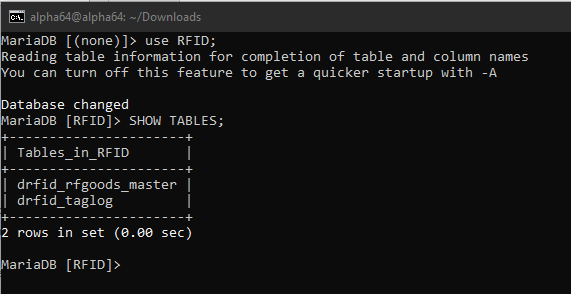 alpha64@alpha64: ~/Downloads
MariaDB [(none)]> use RFID;
Reading table information for completion of table and column names
You can turn off this feature to get a quicker startup with -A
Database changed
MariaDB [RFID]> SHOW TABLES;
+----------------------+
| Tables_in_RFID       |
+----------------------+
| drfid_rfgoods_master |
| drfid_taglog         |
+----------------------+
2 rows in set (0.00 sec)
MariaDB [RFID]>